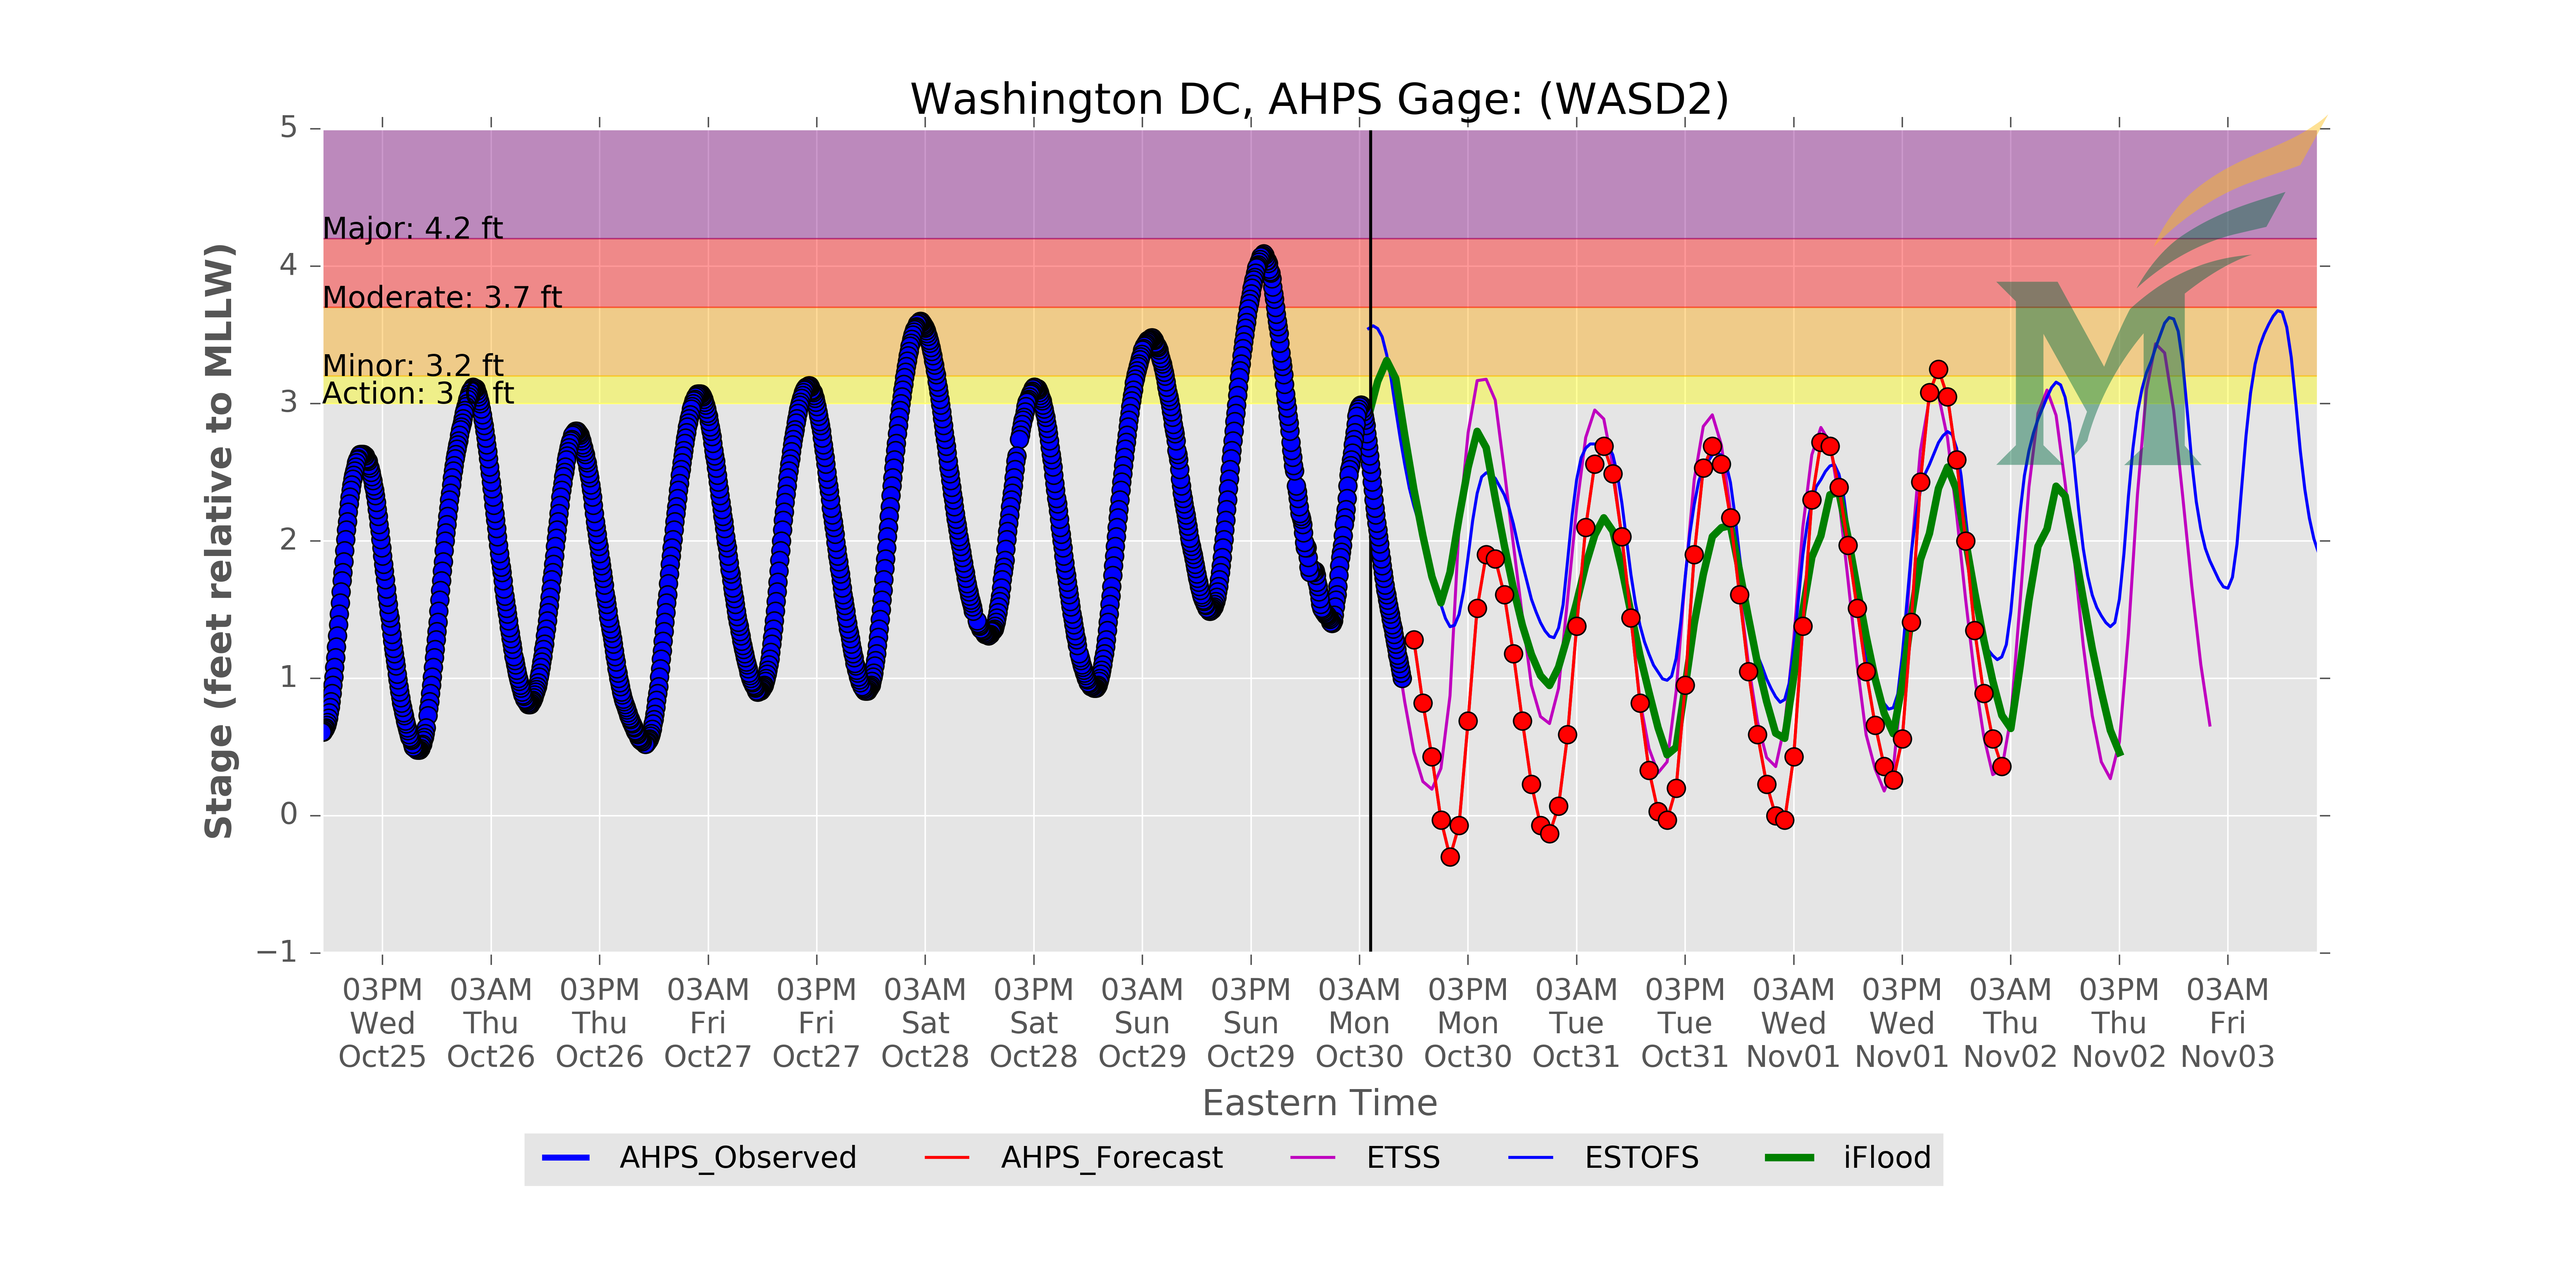 Washington DC, AHPS Gage: (WASD2)
5
4
3
2
1
0
−1
Stage (feet relative to MLLW)
Major: 4.2 ft
Moderate: 3.7 ft
Minor: 3.2 ft
Action: 3. ft
03PM 03AM 03PM 03AM 03PM 03AM 03PM 03AM 03PM 03AM 03PM 03AM 03PM 03AM 03PM 03AM 03PM 03AM
Wed Thu Thu Fri Fri Sat Sat Sun Sun Mon Mon Tue Tue Wed Wed Thu Thu Fri
Oct25 Oct26 Oct26 Oct27 Oct27 Oct28 Oct28 Oct29 Oct29 Oct30 Oct30 Oct31 Oct31 Nov01 Nov01 Nov02 Nov02 Nov03
Eastern Time
AHPS_Observed AHPS_Forecast ETSS ESTOFS iFlood
M